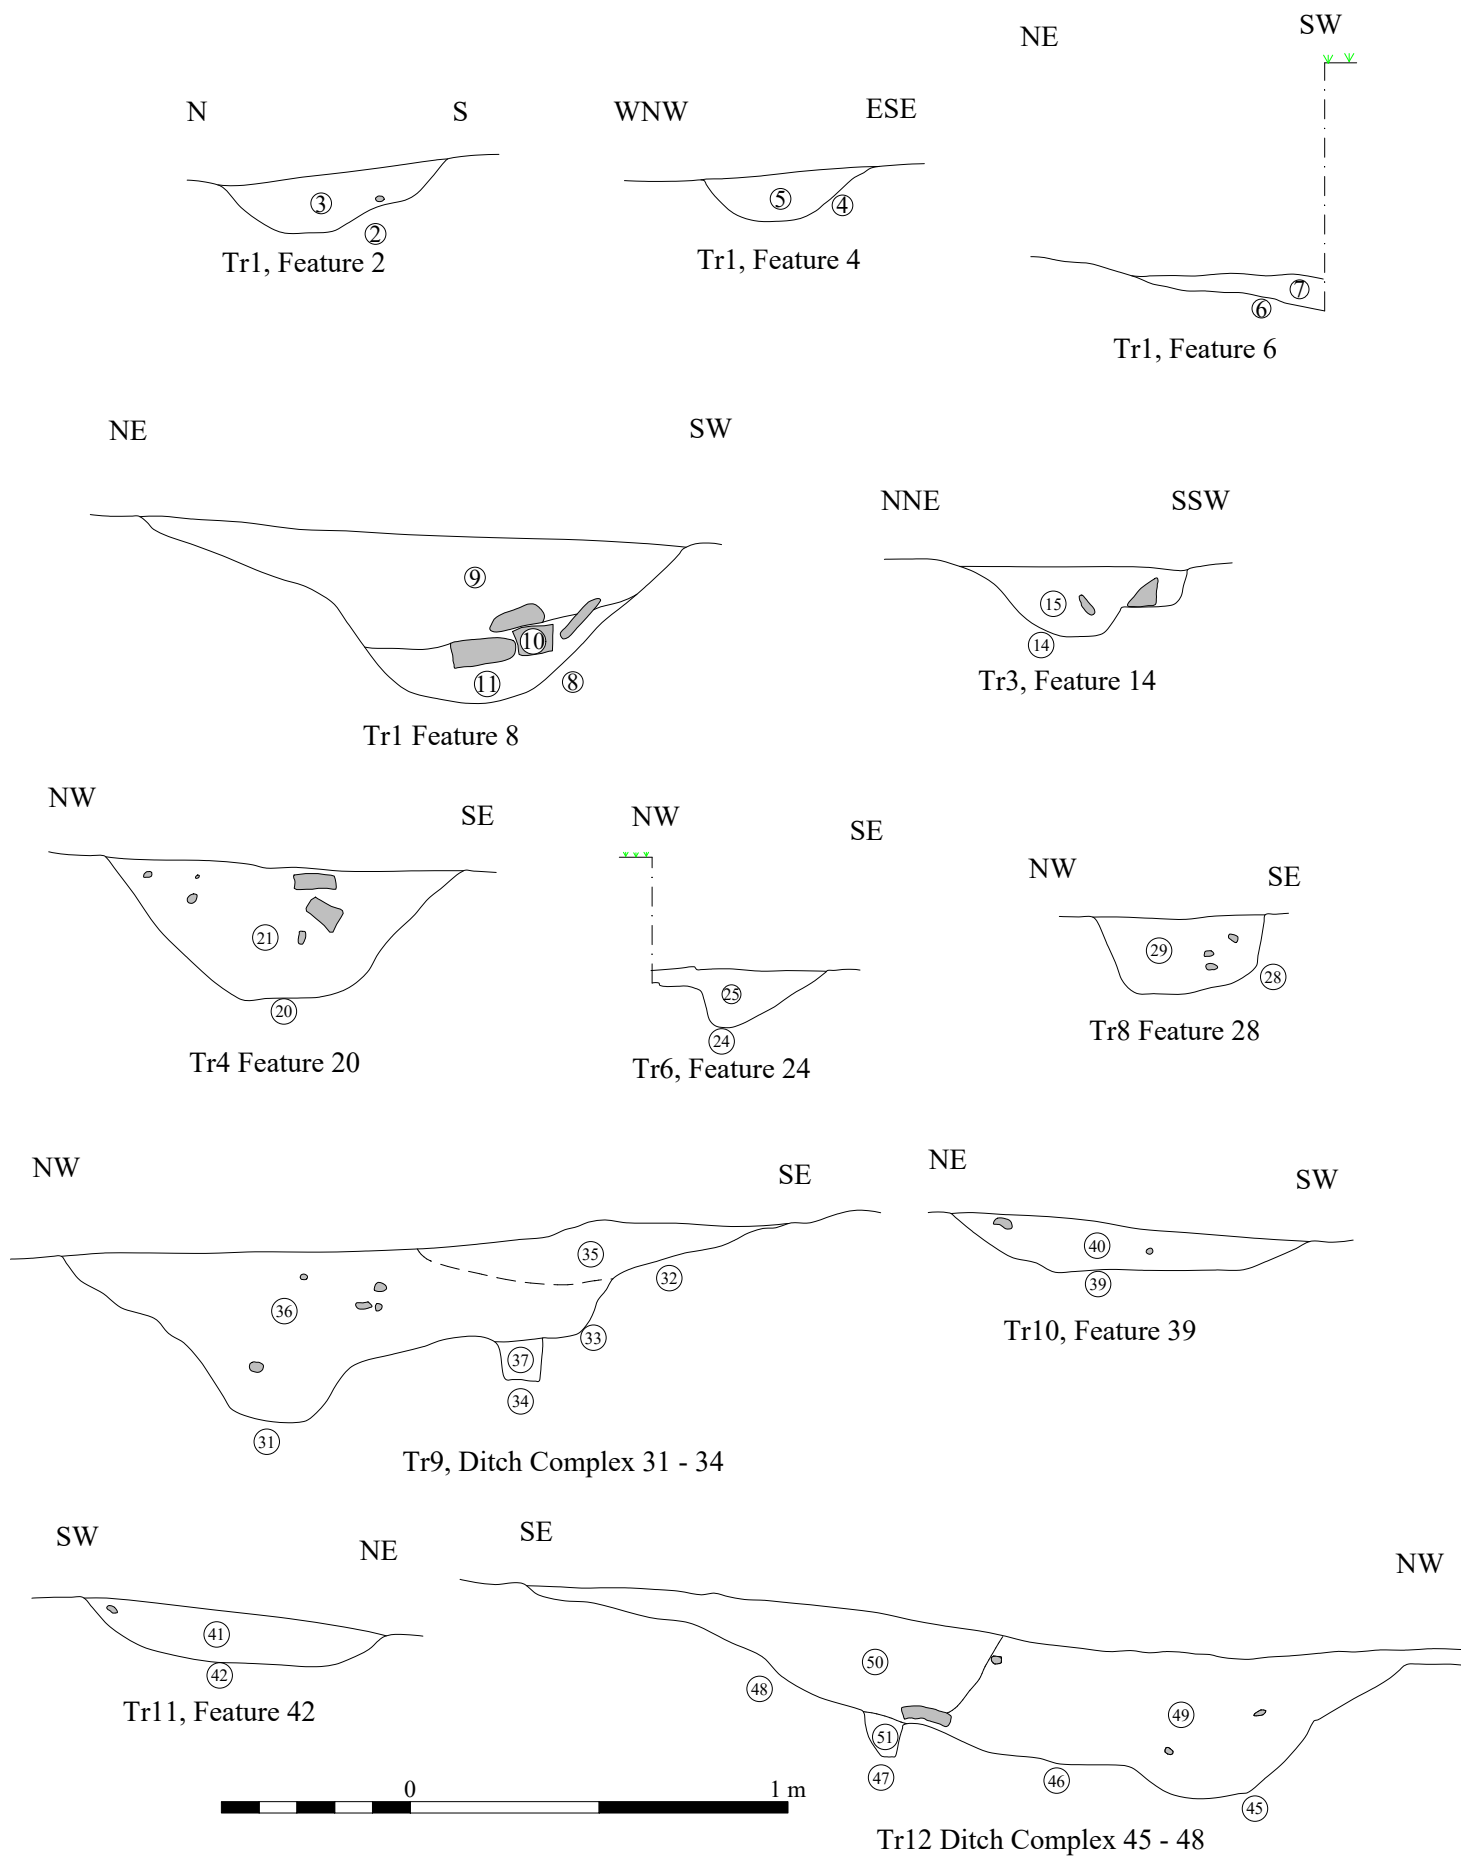 NE SW
N S WNW ESE
3 2 5 4
Tr1, Feature 2 Tr1, Feature 4
7 6
Tr1, Feature 6
NE SW
9 10 11 8
Tr1 Feature 8
NNE SSW
15 14
Tr3, Feature 14
NW SE
21 20
Tr4 Feature 20
NW SE
25 24
Tr6, Feature 24
NW SE
29 28
Tr8 Feature 28
NW SE
35 32 36 33 37 34 31
Tr9, Ditch Complex 31 - 34
NE SW
40 39
Tr10, Feature 39
SW NE
41 42
Tr11, Feature 42
SE NW
50 48 49 51 47 46 45
Tr12 Ditch Complex 45 - 48
0 1 m